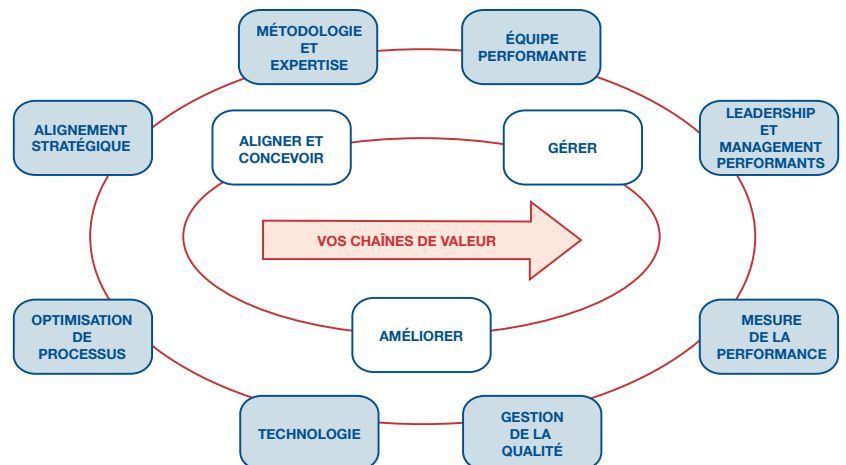 MÉTODOLOGIE
ET
EXPERTISE
ÉQUIPE
PERFORMANTE
ALIGNEMENT
STRATÉGIQUE
ALIGNER ET
CONCEVOIR
GÉRER
LEADERSHIP
ET
MANAGEMENT
PERFORMANTS
VOS CHAÎNES DE VALEUR
OPTIMISATION
DE
PROCESSUS
AMÉLIORER
MESURE
DE LA
PERFORMANCE
TECHNOLOGIE
GESTION
DE LA
QUALITÉ